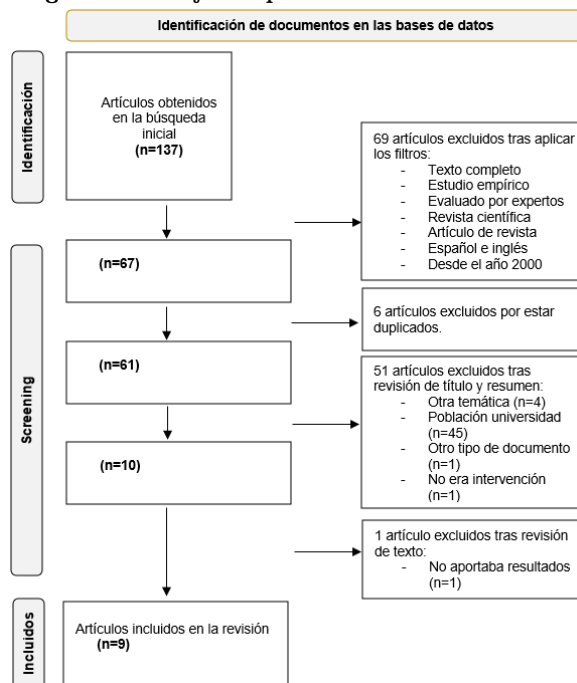 Identificación de documentos en las bases de datos
Identificación
Artículos obtenidos
en la búsqueda
inicial
(n=137)
69 artículos excluidos tras aplicar
los filtros:
- Texto completo
- Estudio empírico
- Evaluado por expertos
- Revista científica
- Artículo de revista
- Español e inglés
- Desde el año 2000
Screening
(n=67)
6 artículos excluidos por estar
duplicados.
(n=61)
51 artículos excluidos tras
revisión de título y resumen:
- Otra temática (n=4)
- Población universidad
(n=45)
- Otro tipo de documento
(n=1)
- No era intervención
(n=1)
(n=10)
1 artículo excluidos tras revisión
de texto:
- No aportaba resultados
(n=1)
Incluidos
Artículos incluidos en la revisión
(n=9)